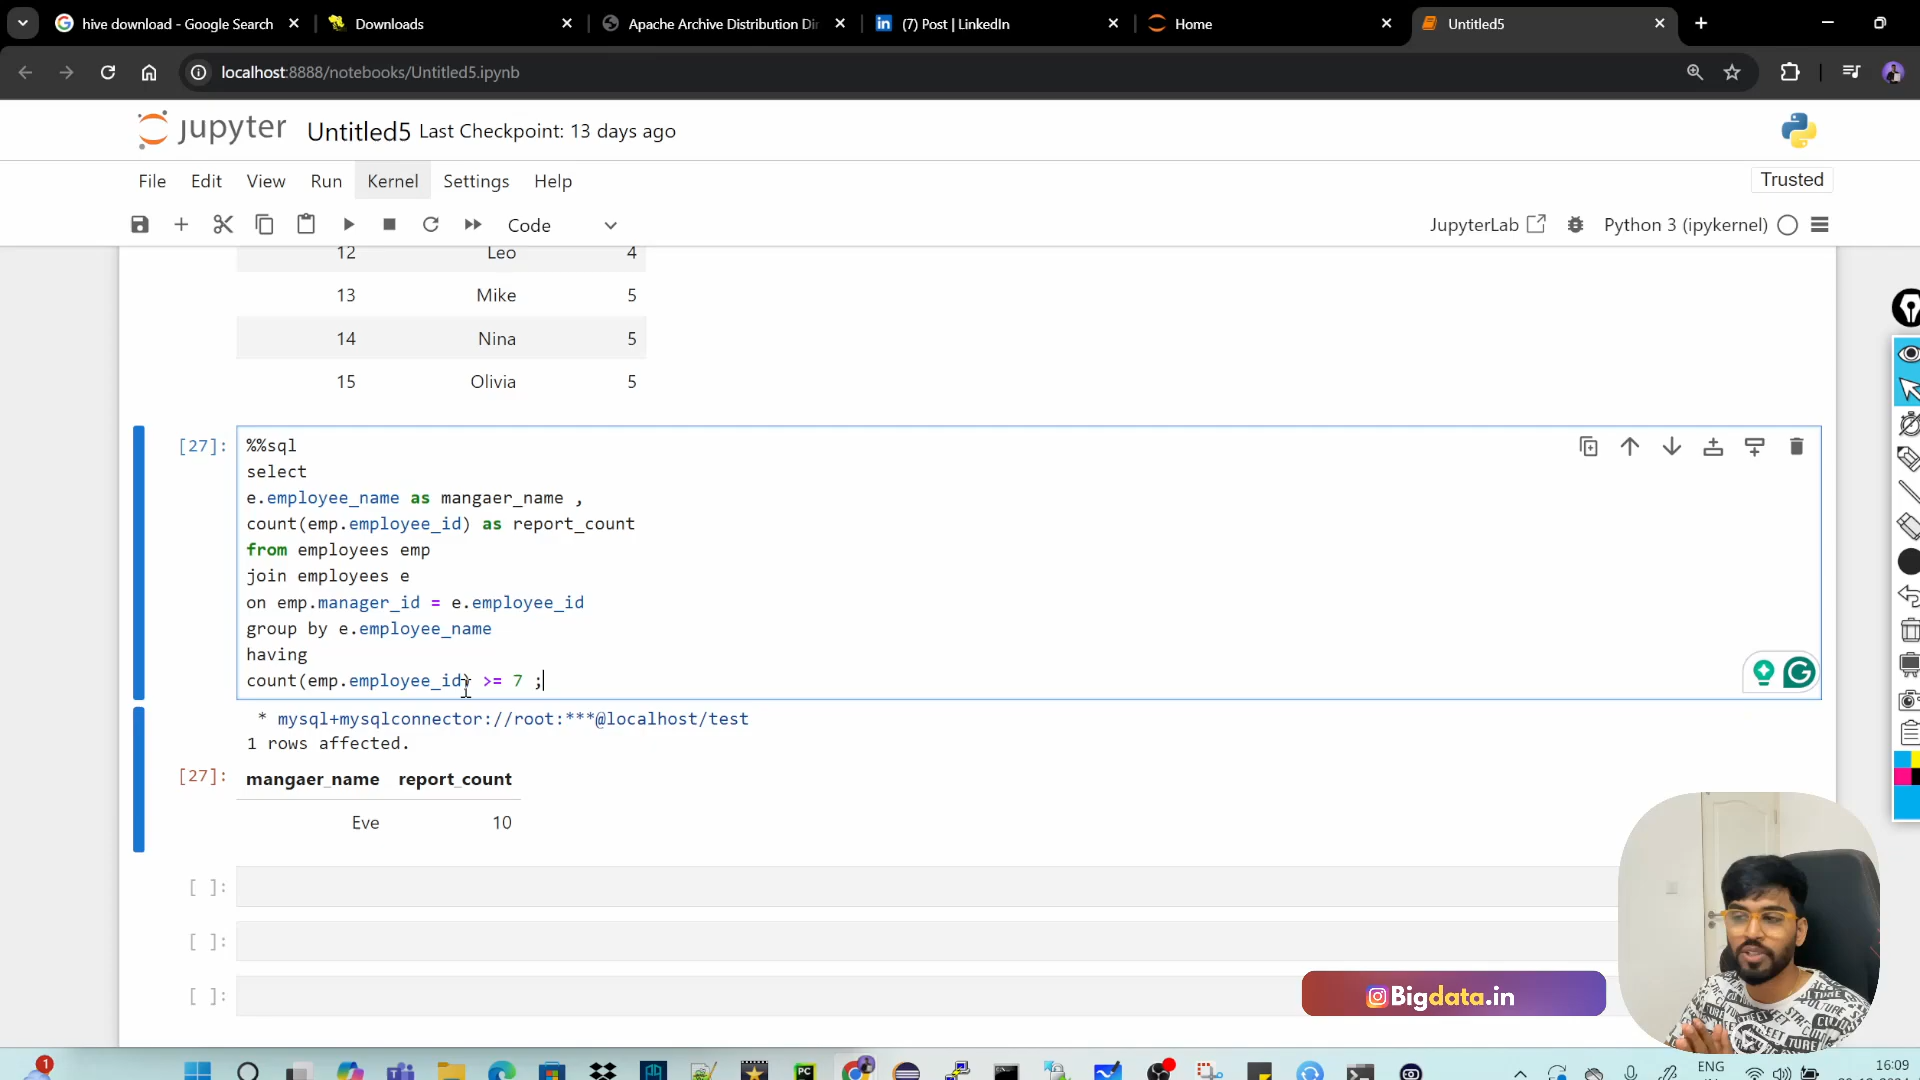 hive download - Google Search
Downloads
Apache Archive Distribution Dir
(7) Post | LinkedIn
Home
Untitled5
localhost:8888/notebooks/Untitled5.ipynb
jupyter
Untitled5 Last Checkpoint: 13 days ago
File Edit View Run Kernel Settings Help
Trusted
Code
JupyterLab
Python 3 (ipykernel)
12 Leo 4
13 Mike 5
14 Nina 5
15 Olivia 5
[27]:
%%sql
select
e.employee_name as mangaer_name ,
count(emp.employee_id) as report_count
from employees emp
join employees e
on emp.manager_id = e.employee_id
group by e.employee_name
having
count(emp.employee_id) >= 7 ;
* mysql+mysqlconnector://root:***@localhost/test
1 rows affected.
[27]: mangaer_name report_count
Eve 10
[ ]:
[ ]:
[ ]:
Bigdata.in
1
ENG
16:09